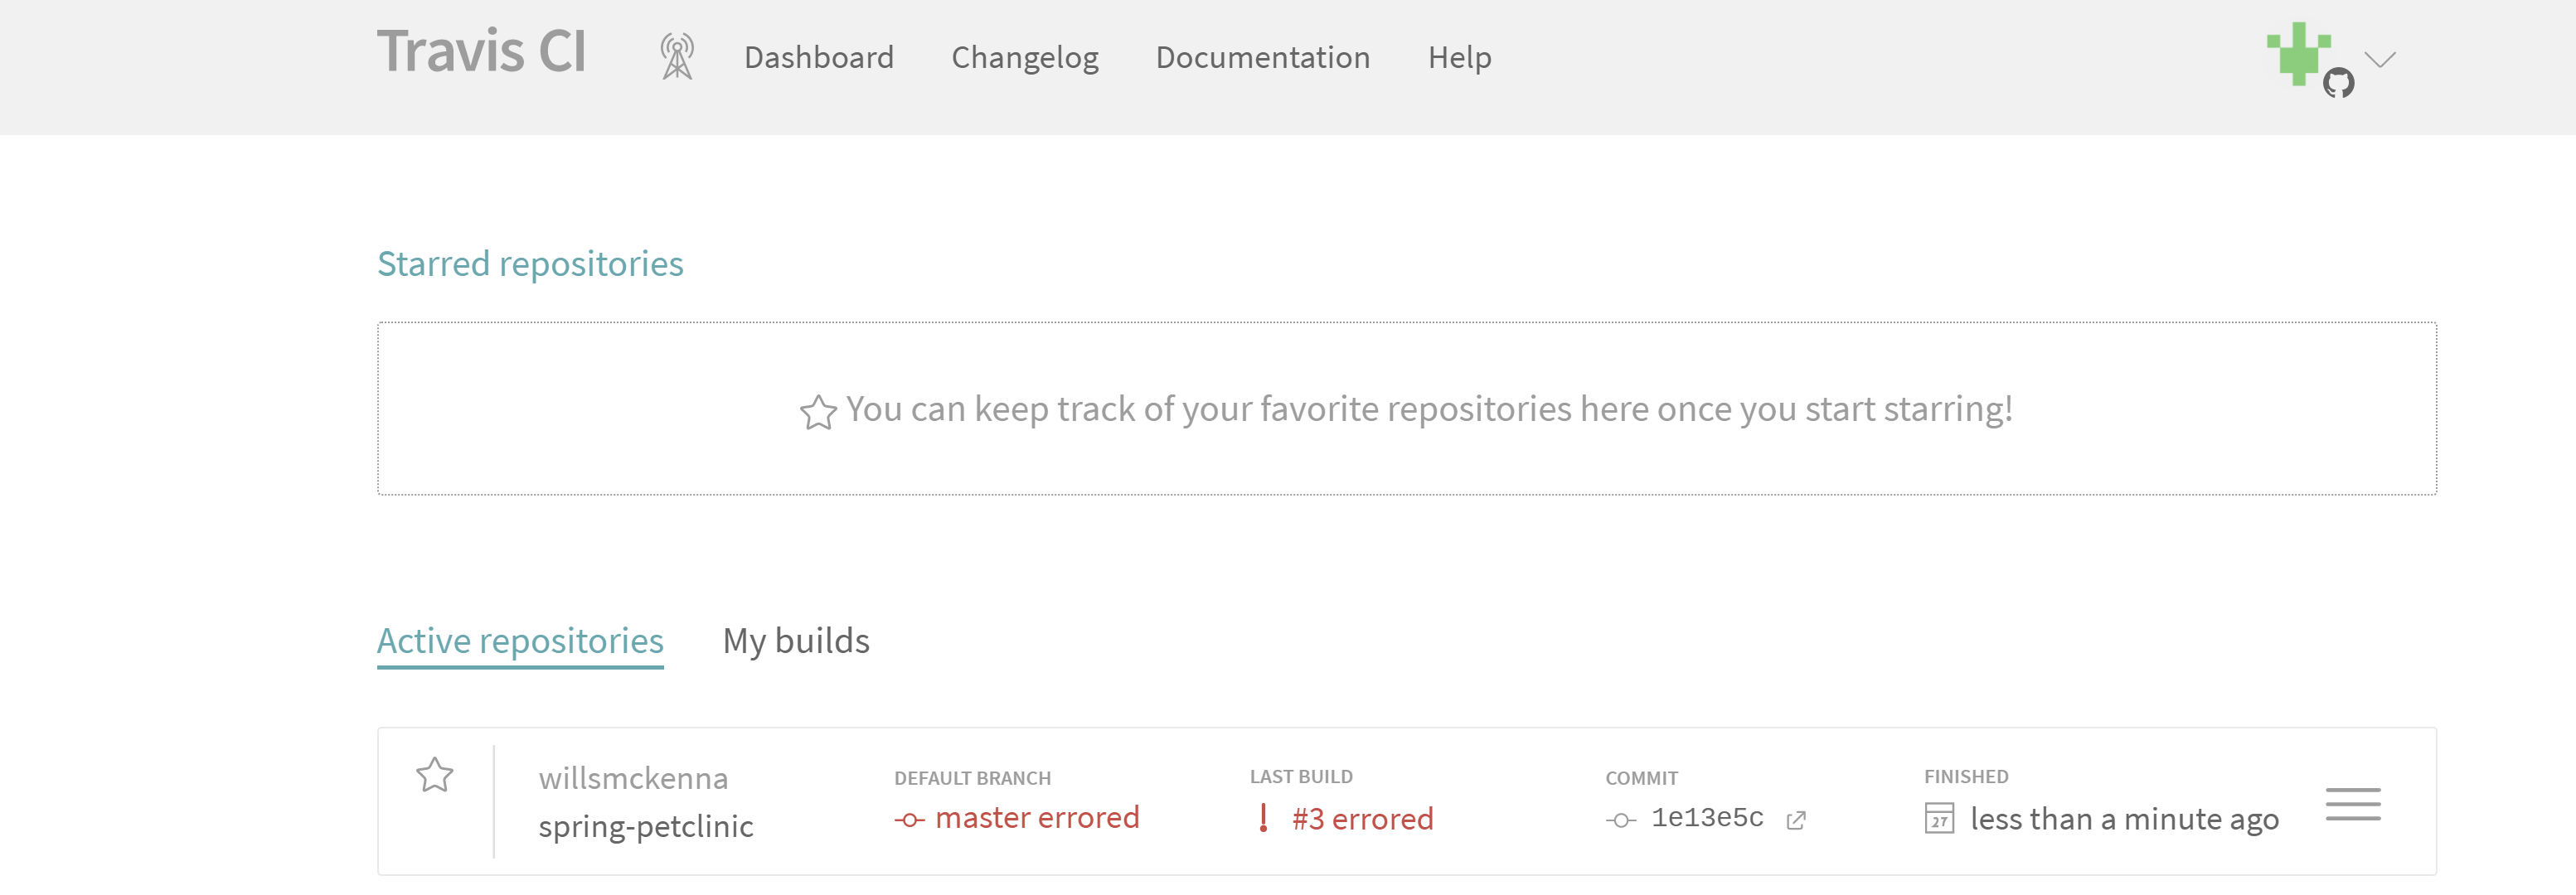 Travis CI Dashboard Changelog Documentation Help
Starred repositories
You can keep track of your favorite repositories here once you start starring!
Active repositories My builds
willsmckenna
spring-petclinic
DEFAULT BRANCH
master errored
LAST BUILD
#3 errored
COMMIT
1e13e5c
FINISHED
27 less than a minute ago